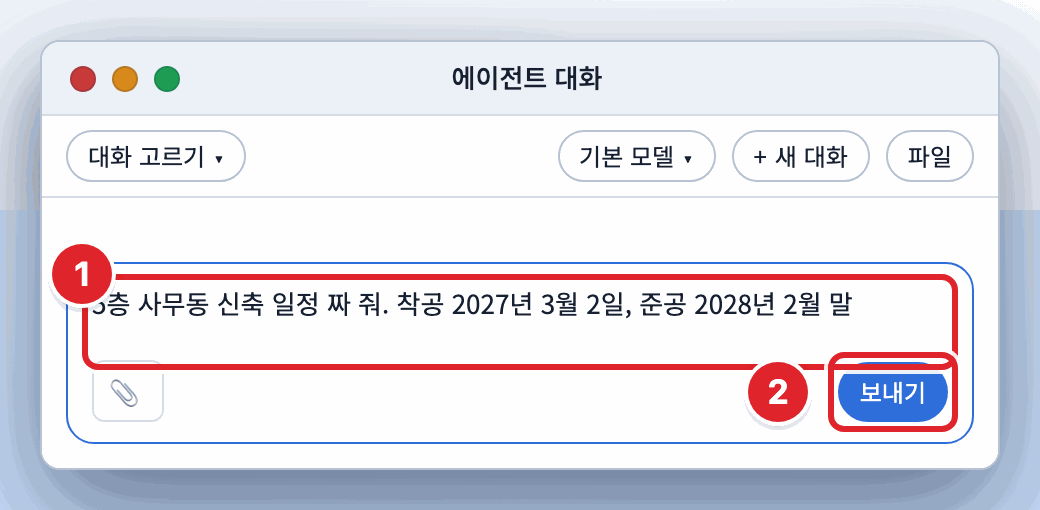 에이전트 대화
대화 고르기 ▾ 기본 모델 ▾ + 새 대화 파일
1
층 사무동 신축 일정 짜 줘. 착공 2027년 3월 2일, 준공 2028년 2월 말
2 보내기